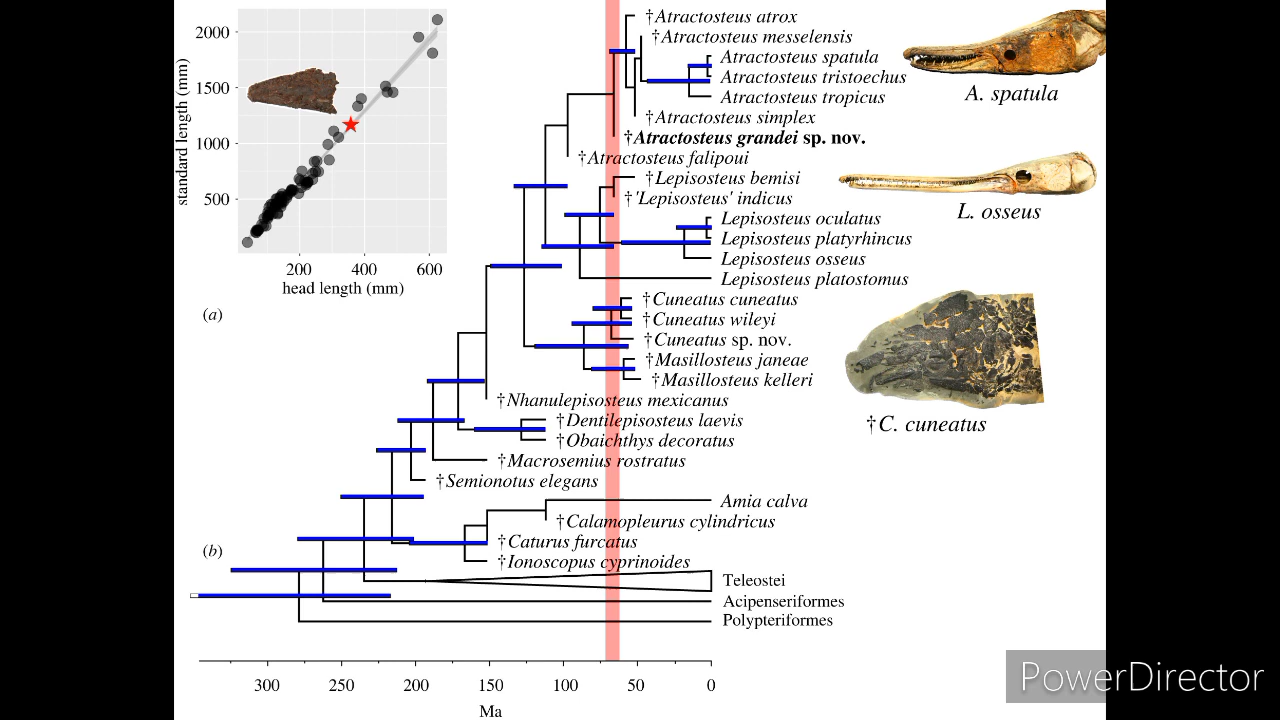 2000
1500
1000
500
standard length (mm)
200
400
600
head length (mm)
(a)
(b)
†Atractosteus atrox
†Atractosteus messelensis
Atractosteus spatula
Atractosteus tristoechus
Atractosteus tropicus
†Atractosteus simplex
†Atractosteus grandei sp. nov.
†Atractosteus falipoui
†Lepisosteus bemisi
†'Lepisosteus' indicus
Lepisosteus oculatus
Lepisosteus platyrhincus
Lepisosteus osseus
Lepisosteus platostomus
†Cuneatus cuneatus
†Cuneatus wileyi
†Cuneatus sp. nov.
†Masillosteus janeae
†Masillosteus kelleri
†Nhanulepisosteus mexicanus
†Dentilepisosteus laevis
†Obaichthys decoratus
†Macrosemius rostratus
†Semionotus elegans
Amia calva
†Calamopleurus cylindricus
†Caturus furcatus
†Ionoscopus cyprinoides
Teleostei
Acipenseriformes
Polypteriformes
A. spatula
L. osseus
†C. cuneatus
300
250
200
150
100
50
0
Ma
PowerDirector